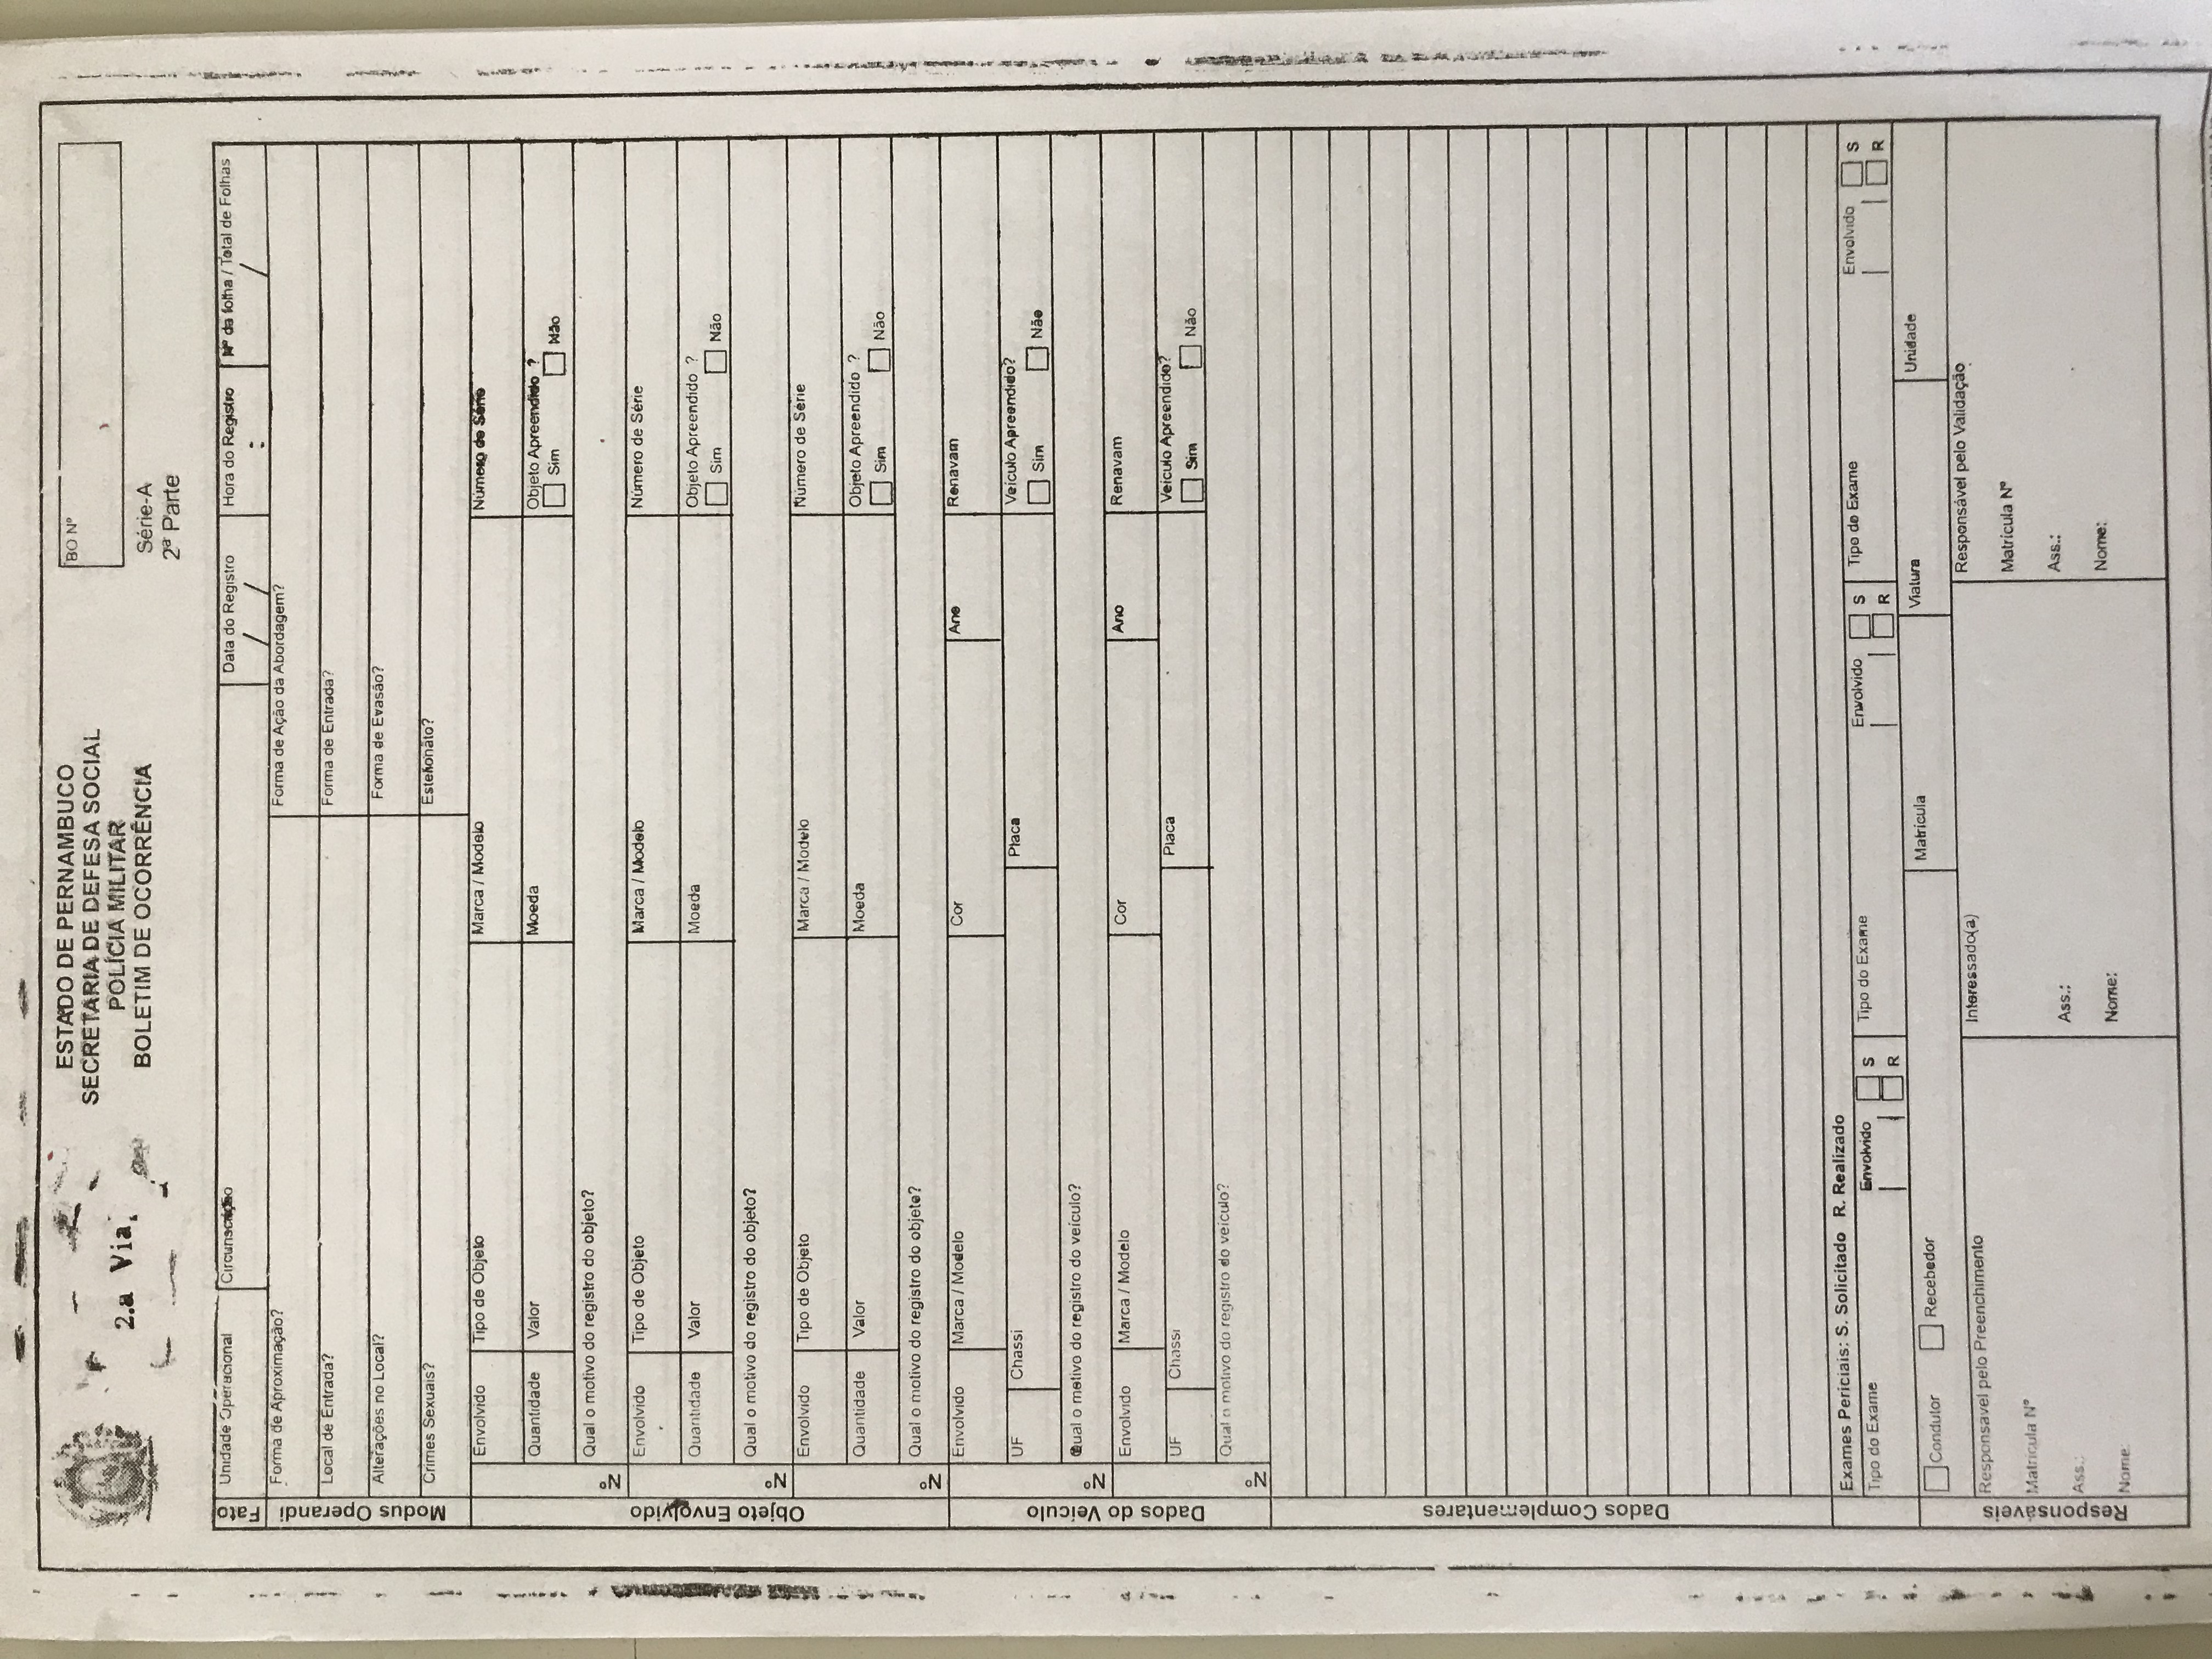 ESTADO DE PERNAMBUCO
SECRETARIA DE DEFESA SOCIAL
POLÍCIA MILITAR
BOLETIM DE OCORRÊNCIA
2.a Via.
BO Nº
Série-A
2ª Parte
Fato
Unidade Operacional Circunscrição Data do Registro Hora do Registro Nº da folha / Total de Folhas
/ / : /
Modus Operandi
Forma de Aproximação? Forma de Ação da Abordagem?
Local de Entrada? Forma de Entrada?
Alterações no Local? Forma de Evasão?
Crimes Sexuais? Estelionato?
Objeto Envolvido
Envolvido Tipo de Objeto Marca / Modelo Número de Série
Quantidade Valor Moeda Objeto Apreendido ?
Sim Não
Qual o motivo do registro do objeto?
Nº
Envolvido Tipo de Objeto Marca / Modelo Número de Série
Quantidade Valor Moeda Objeto Apreendido ?
Sim Não
Qual o motivo do registro do objeto?
Nº
Envolvido Tipo de Objeto Marca / Modelo Número de Série
Quantidade Valor Moeda Objeto Apreendido ?
Sim Não
Qual o motivo do registro do objeto?
Nº
Dados do Veículo
Envolvido Marca / Modelo Cor Ano Renavam
UF Chassi Placa Veículo Apreendido?
Sim Não
Qual o motivo do registro do veículo?
Nº
Envolvido Marca / Modelo Cor Ano Renavam
UF Chassi Placa Veículo Apreendido?
Sim Não
Qual o motivo do registro do veículo?
Nº
Dados Complementares
Exames Periciais: S. Solicitado R. Realizado
Tipo do Exame Envolvido S Tipo do Exame Envolvido S Tipo do Exame Envolvido S
R R R
Responsáveis
Condutor Recebedor Matrícula Viatura Unidade
Responsável pelo Preenchimento Interessado(a) Responsável pelo Validação
Matrícula Nº Matrícula Nº
Ass.: Ass.: Ass.:
Nome: Nome: Nome: